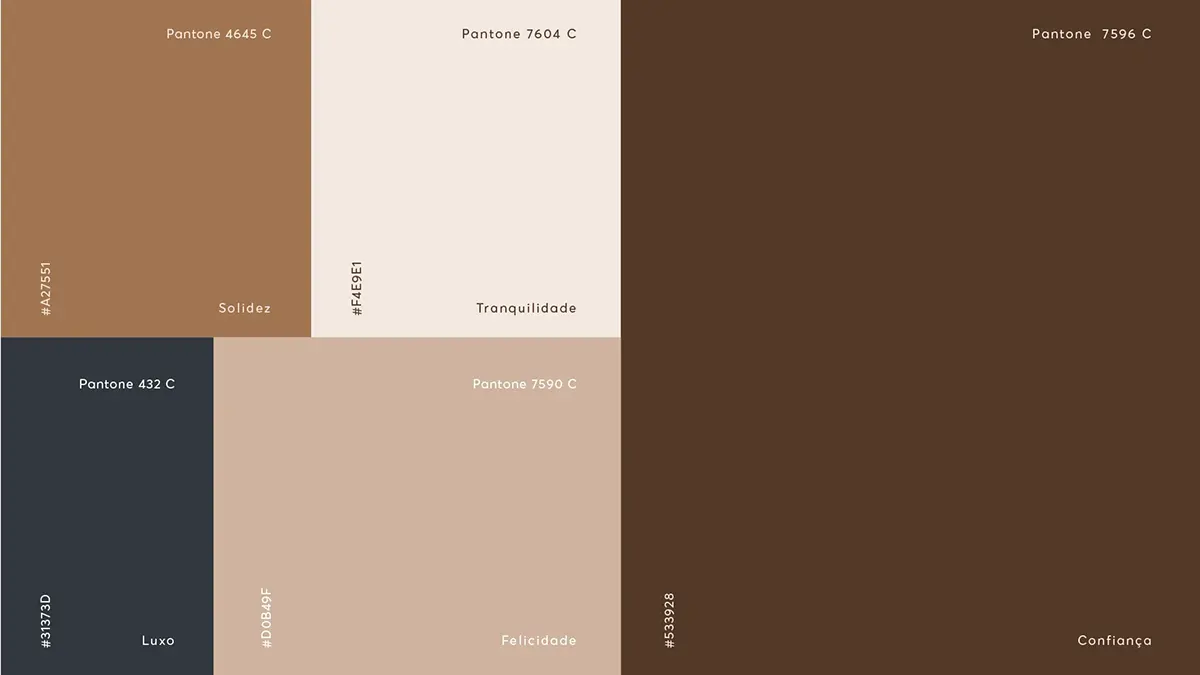 Pantone 4645 C
#A27551
Solidez
Pantone 7604 C
#F4E9E1
Tranquilidade
Pantone 7596 C
#533928
Confiança
Pantone 432 C
#31373D
Luxo
Pantone 7590 C
#D0B49F
Felicidade